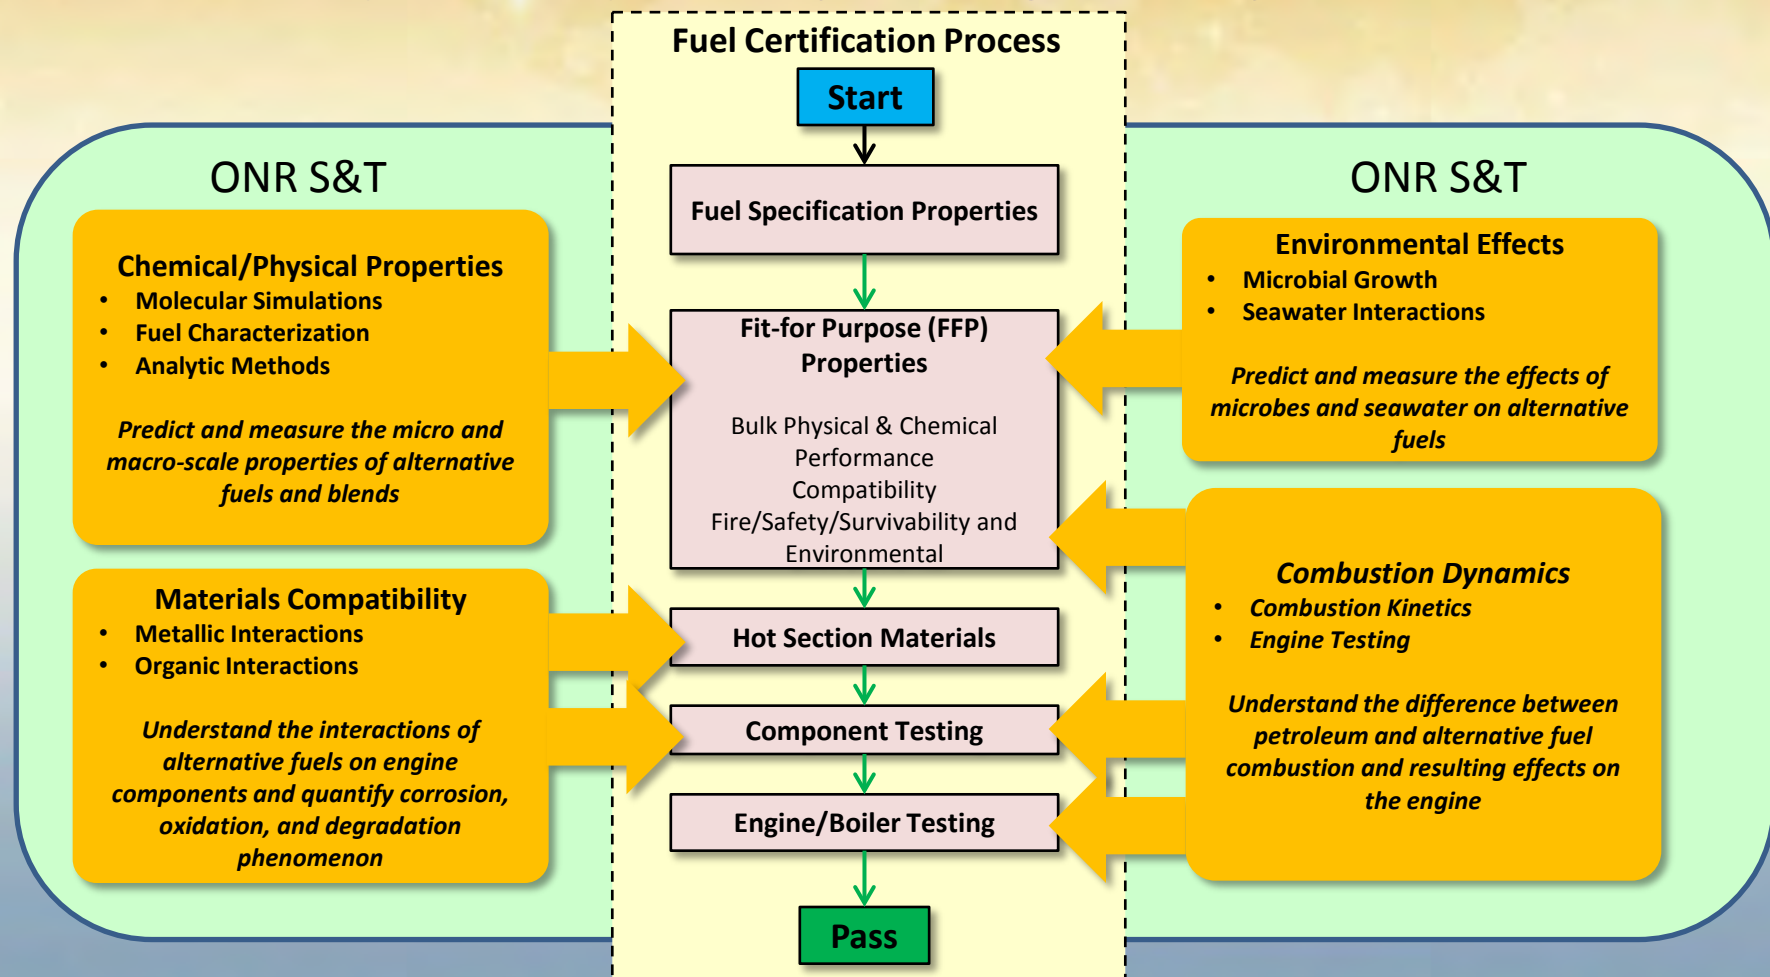 Fuel Certification Process
Start
Fuel Specification Properties
Fit-for Purpose (FFP)
Properties
Bulk Physical & Chemical
Performance
Compatibility
Fire/Safety/Survivability and
Environmental
Hot Section Materials
Component Testing
Engine/Boiler Testing
Pass
ONR S&T
Chemical/Physical Properties
• Molecular Simulations
• Fuel Characterization
• Analytic Methods
Predict and measure the micro and
macro-scale properties of alternative
fuels and blends
Materials Compatibility
• Metallic Interactions
• Organic Interactions
Understand the interactions of
alternative fuels on engine
components and quantify corrosion,
oxidation, and degradation
phenomenon
ONR S&T
Environmental Effects
• Microbial Growth
• Seawater Interactions
Predict and measure the effects of
microbes and seawater on alternative
fuels
Combustion Dynamics
• Combustion Kinetics
• Engine Testing
Understand the difference between
petroleum and alternative fuel
combustion and resulting effects on
the engine